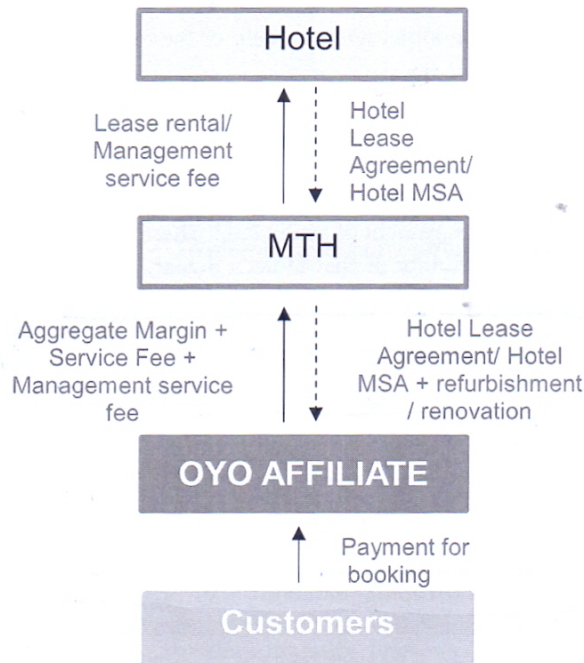 Hotel
Lease rental/
Management
service fee
Hotel
Lease
Agreement/
Hotel MSA
MTH
Aggregate Margin +
Service Fee +
Management service
fee
Hotel Lease
Agreement/ Hotel
MSA + refurbishment
/ renovation
OYO AFFILIATE
Payment for
booking
Customers